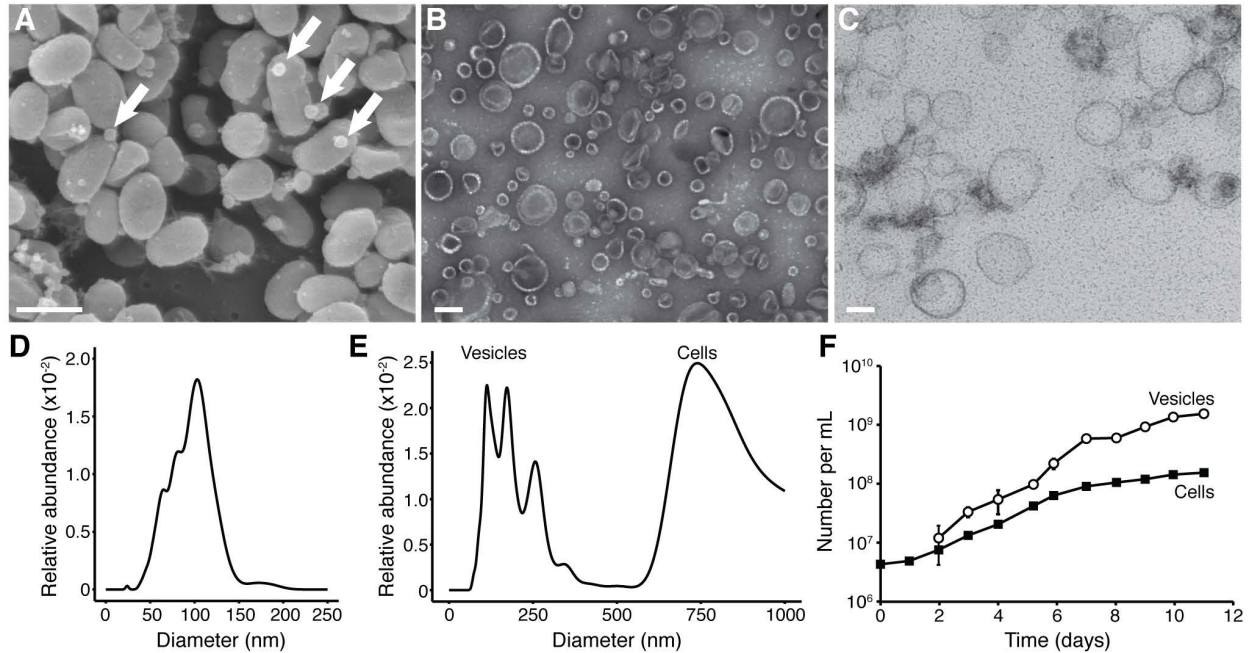 A
B
C
D
Relative abundance (x10⁻²)
2.0
1.5
1.0
0.5
0
0
50
100
150
200
250
Diameter (nm)
E
Vesicles
Cells
Relative abundance (x10⁻²)
2.5
2.0
1.5
1.0
0.5
0.0
0
250
500
750
1000
Diameter (nm)
F
Number per mL
10¹⁰
10⁹
10⁸
10⁷
10⁶
Vesicles
Cells
0
2
4
6
8
10
12
Time (days)